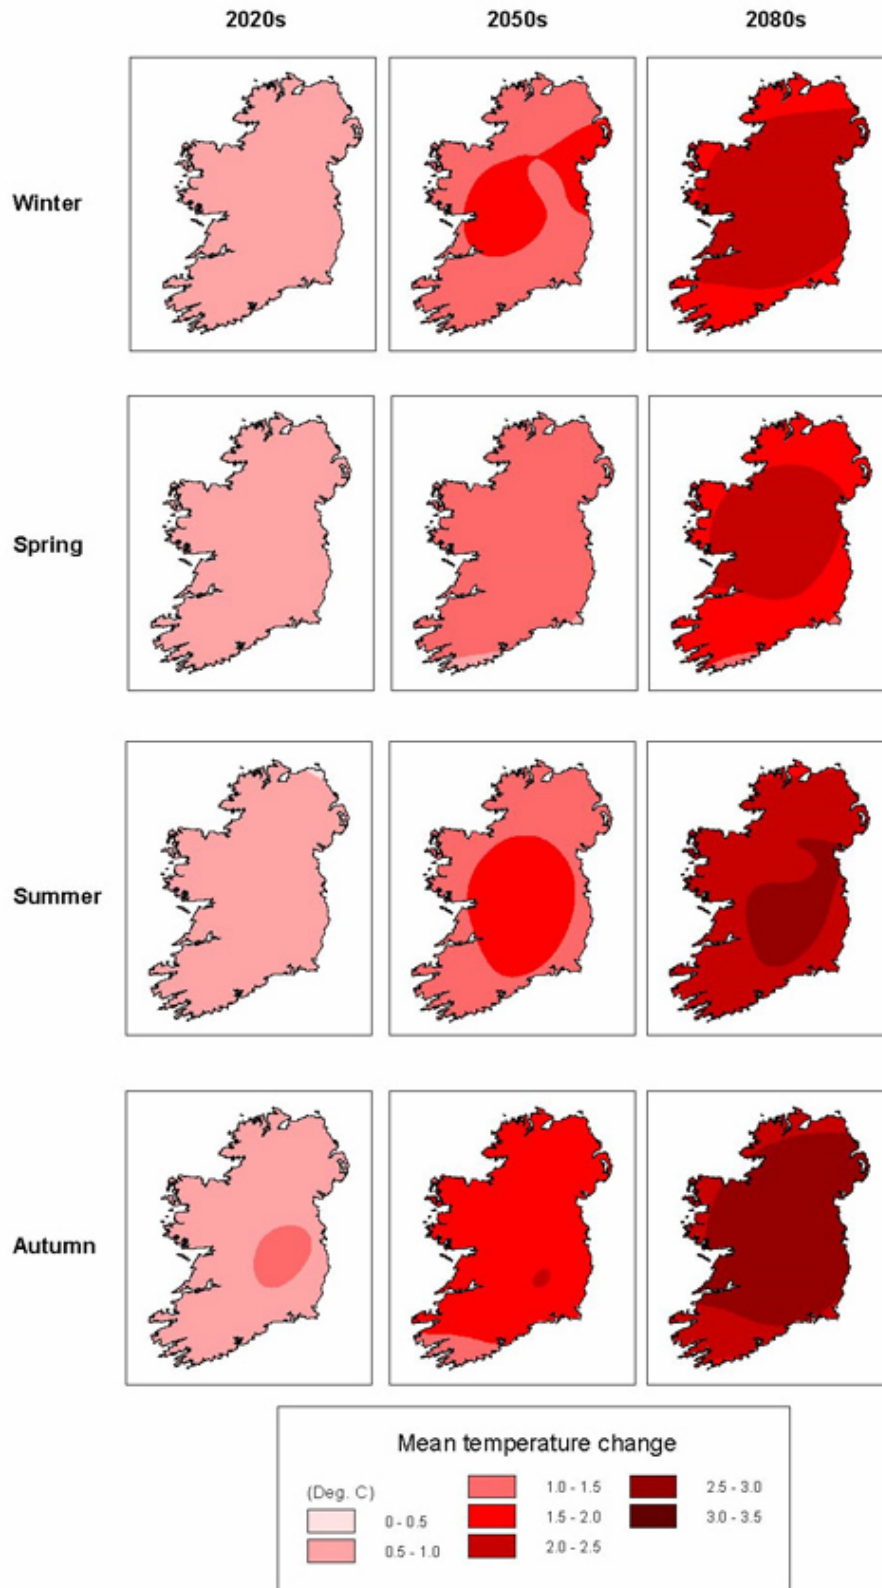 2020s 2050s 2080s
Winter
Spring
Summer
Autumn
Mean temperature change
(Deg. C)
0 - 0.5
0.5 - 1.0
1.0 - 1.5
1.5 - 2.0
2.0 - 2.5
2.5 - 3.0
3.0 - 3.5